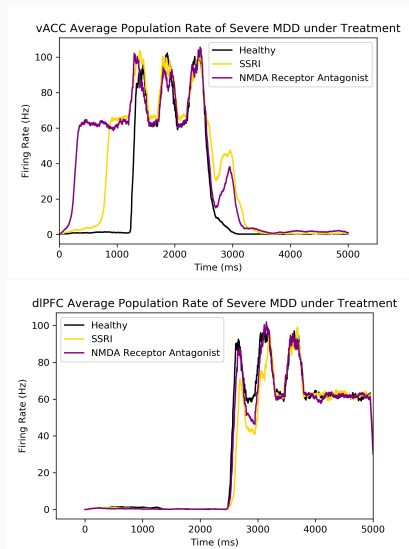 vACC Average Population Rate of Severe MDD under Treatment
Healthy
SSRI
NMDA Receptor Antagonist
Firing Rate (Hz)
100
80
60
40
20
0
0 1000 2000 3000 4000 5000
Time (ms)
dlPFC Average Population Rate of Severe MDD under Treatment
Healthy
SSRI
NMDA Receptor Antagonist
Firing Rate (Hz)
100
80
60
40
20
0
0 1000 2000 3000 4000 5000
Time (ms)